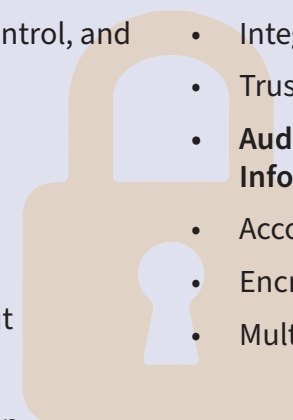 ntrol, and
• Integ
• Trus
• Aud
Info
• Acco
• Encr
• Mult